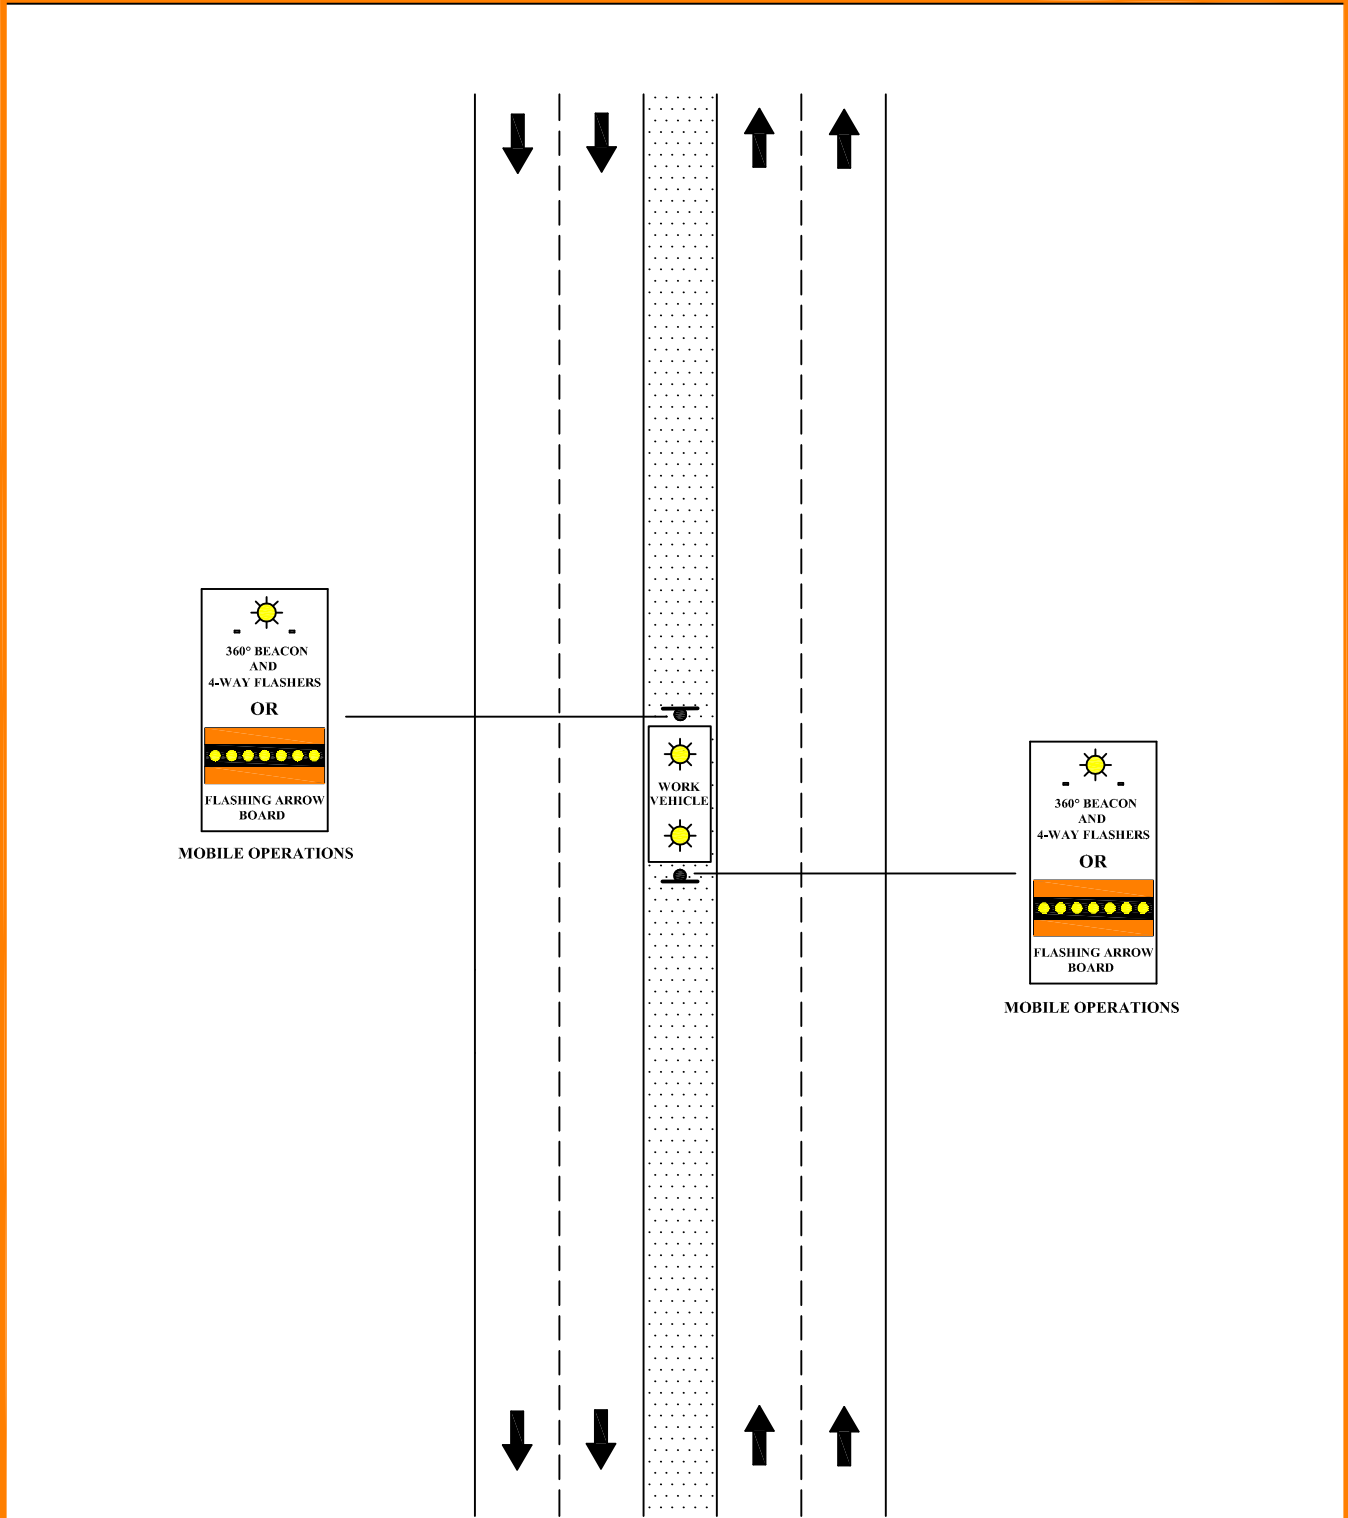 360° BEACON
AND
4-WAY FLASHERS
OR
FLASHING ARROW
BOARD
MOBILE OPERATIONS
WORK
VEHICLE
360° BEACON
AND
4-WAY FLASHERS
OR
FLASHING ARROW
BOARD
MOBILE OPERATIONS